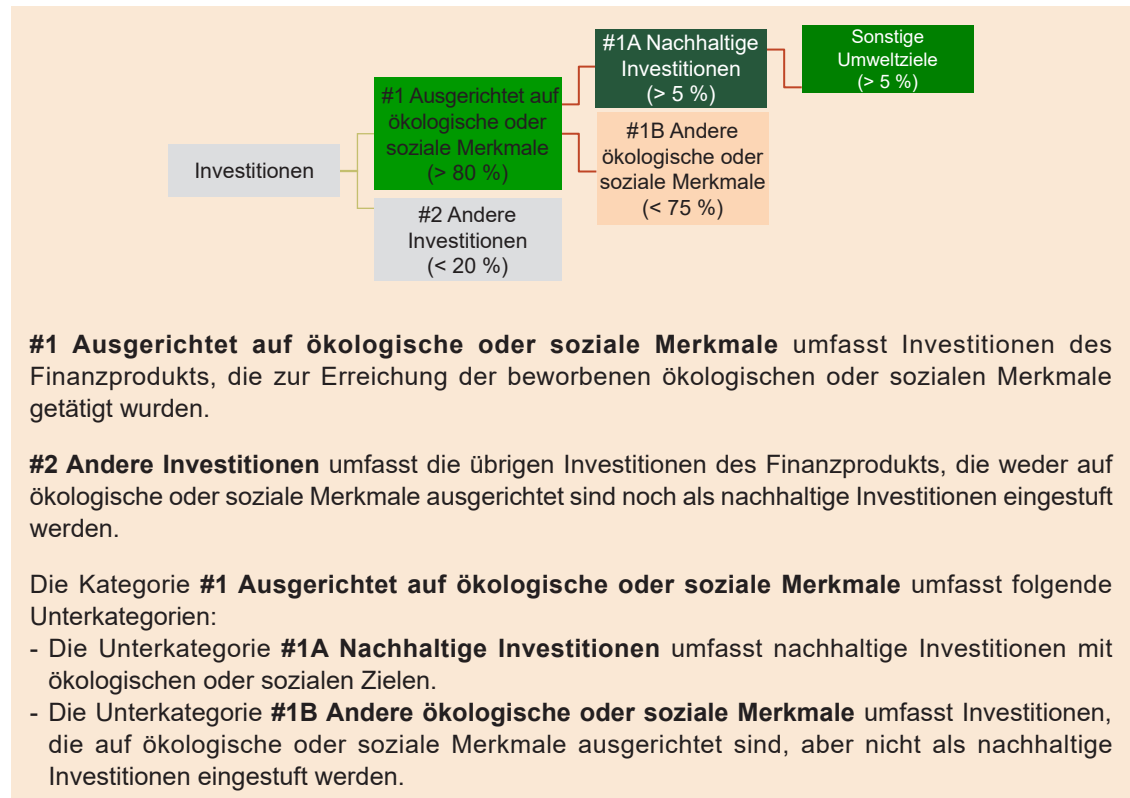 Investitionen
#1 Ausgerichtet auf
ökologische oder
soziale Merkmale
(> 80 %)
#2 Andere
Investitionen
(< 20 %)
#1A Nachhaltige
Investitionen
(> 5 %)
#1B Andere
ökologische oder
soziale Merkmale
(< 75 %)
Sonstige
Umweltziele
(> 5 %)
#1 Ausgerichtet auf ökologische oder soziale Merkmale umfasst Investitionen des
Finanzprodukts, die zur Erreichung der beworbenen ökologischen oder sozialen Merkmale
getätigt wurden.
#2 Andere Investitionen umfasst die übrigen Investitionen des Finanzprodukts, die weder auf
ökologische oder soziale Merkmale ausgerichtet sind noch als nachhaltige Investitionen eingestuft
werden.
Die Kategorie #1 Ausgerichtet auf ökologische oder soziale Merkmale umfasst folgende
Unterkategorien:
- Die Unterkategorie #1A Nachhaltige Investitionen umfasst nachhaltige Investitionen mit
ökologischen oder sozialen Zielen.
- Die Unterkategorie #1B Andere ökologische oder soziale Merkmale umfasst Investitionen,
die auf ökologische oder soziale Merkmale ausgerichtet sind, aber nicht als nachhaltige
Investitionen eingestuft werden.